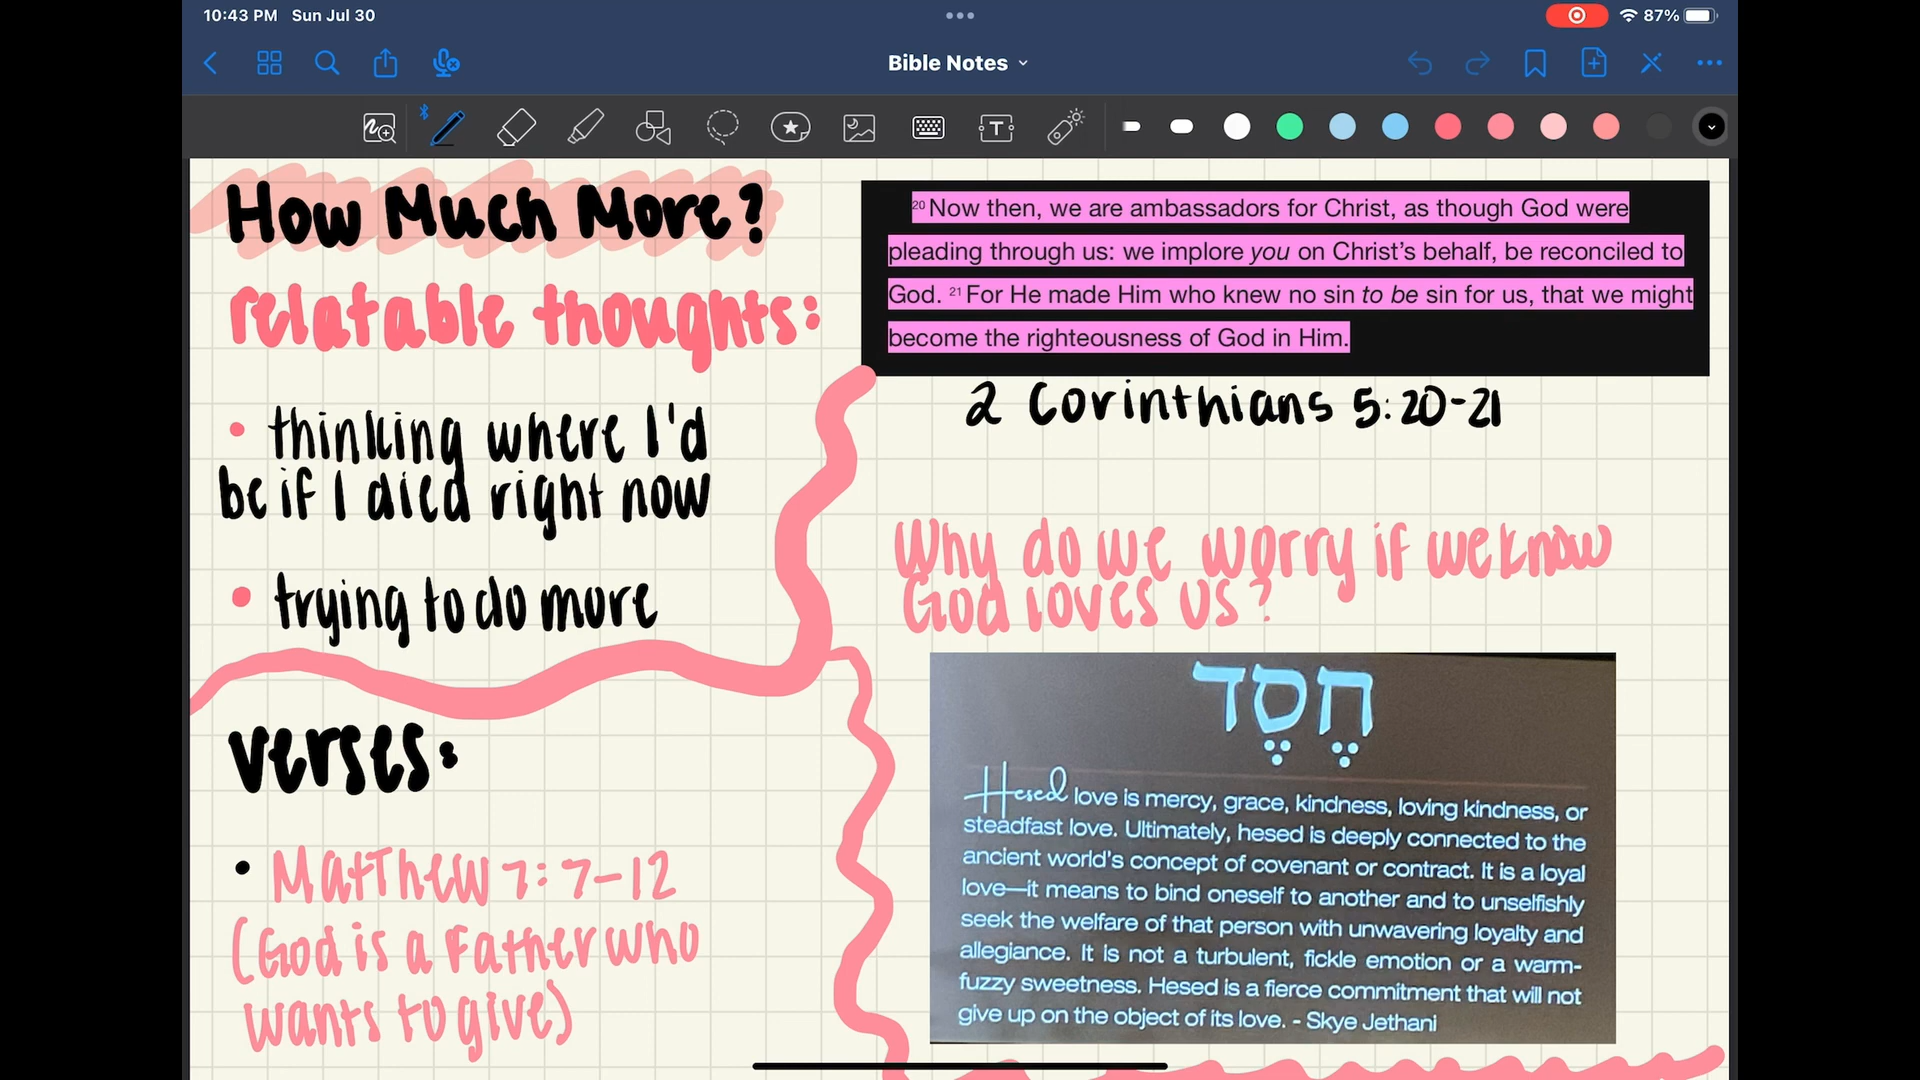 10:43 PM Sun Jul 30
87%
Bible Notes
How Much More?
relatable thoughts:
• thinking where I'd
be if I died right now
• trying to do more
verses:
• Matthew 7:7-12
(God is a Father who
wants to give)
20 Now then, we are ambassadors for Christ, as though God were
pleading through us: we implore you on Christ's behalf, be reconciled to
God. 21 For He made Him who knew no sin to be sin for us, that we might
become the righteousness of God in Him.
2 Corinthians 5:20-21
Why do we worry if we know
God loves us?
חֶסֶד
Hesed love is mercy, grace, kindness, loving kindness, or
steadfast love. Ultimately, hesed is deeply connected to the
ancient world's concept of covenant or contract. It is a loyal
love—it means to bind oneself to another and to unselfishly
seek the welfare of that person with unwavering loyalty and
allegiance. It is not a turbulent, fickle emotion or a warm-
fuzzy sweetness. Hesed is a fierce commitment that will not
give up on the object of its love. - Skye Jethani